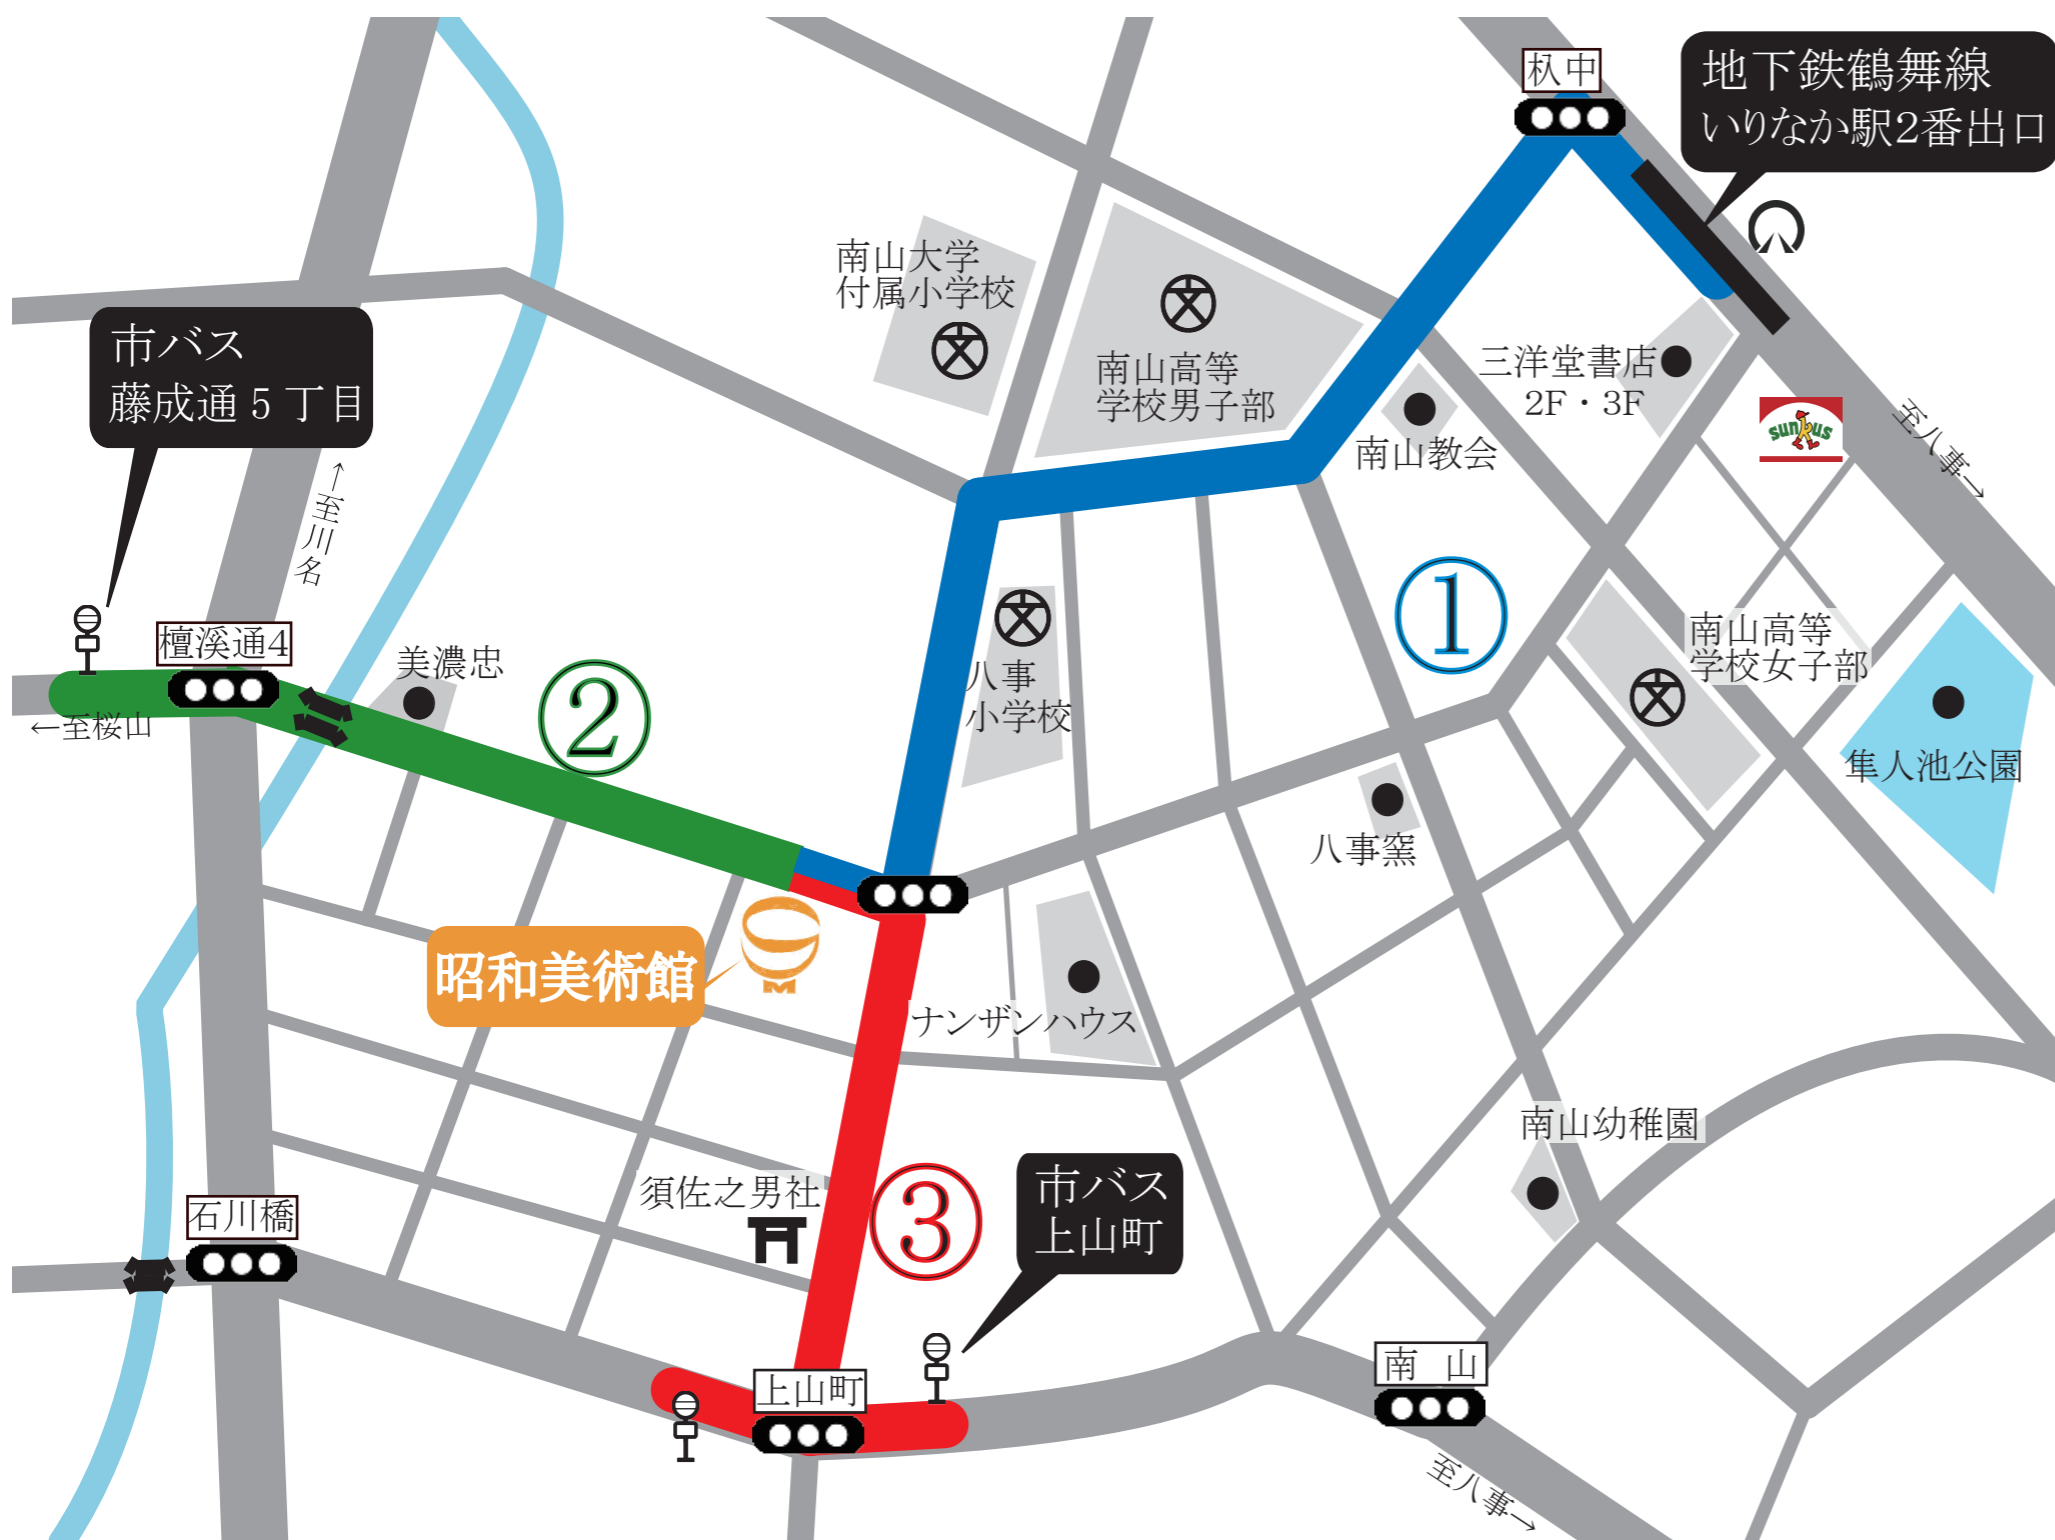 杁中
地下鉄鶴舞線
いりなか駅2番出口
南山大学
付属小学校
南山高等
学校男子部
三洋堂書店
2F・3F
南山教会
sunkus
至八事→
市バス
藤成通5丁目
←至川名
檀溪通4
美濃忠
②
①
←至桜山
八事
小学校
南山高等
学校女子部
隼人池公園
八事窯
昭和美術館
M
ナンザンハウス
南山幼稚園
須佐之男社
③
市バス
上山町
石川橋
上山町
南 山
至八事→